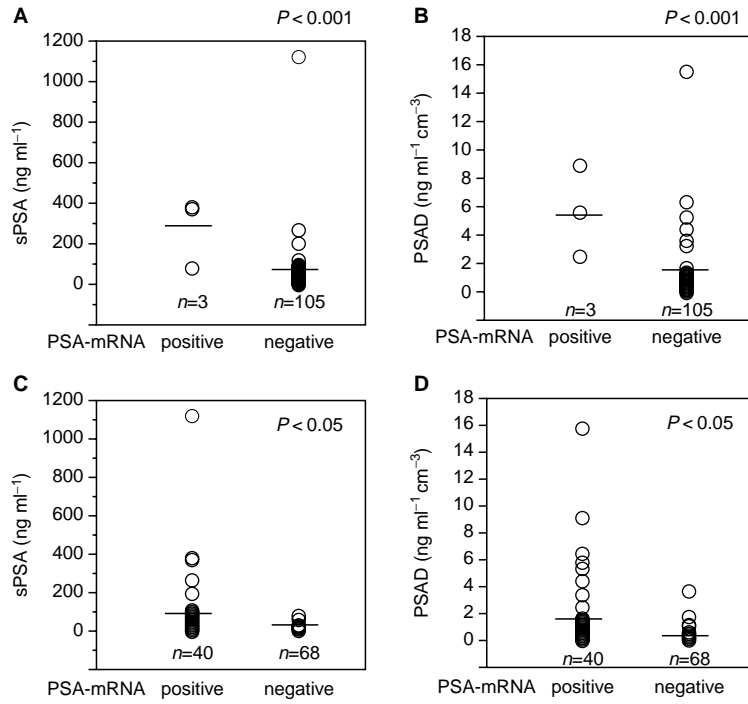 A
P < 0.001
1200
1000
800
600
400
200
0
sPSA (ng ml⁻¹)
n=3 n=105
PSA-mRNA positive negative
B
P < 0.001
18
16
14
12
10
8
6
4
2
0
PSAD (ng ml⁻¹ cm⁻³)
n=3 n=105
PSA-mRNA positive negative
C
P < 0.05
1200
1000
800
600
400
200
0
sPSA (ng ml⁻¹)
n=40 n=68
PSA-mRNA positive negative
D
P < 0.05
18
16
14
12
10
8
6
4
2
0
PSAD (ng ml⁻¹ cm⁻³)
n=40 n=68
PSA-mRNA positive negative